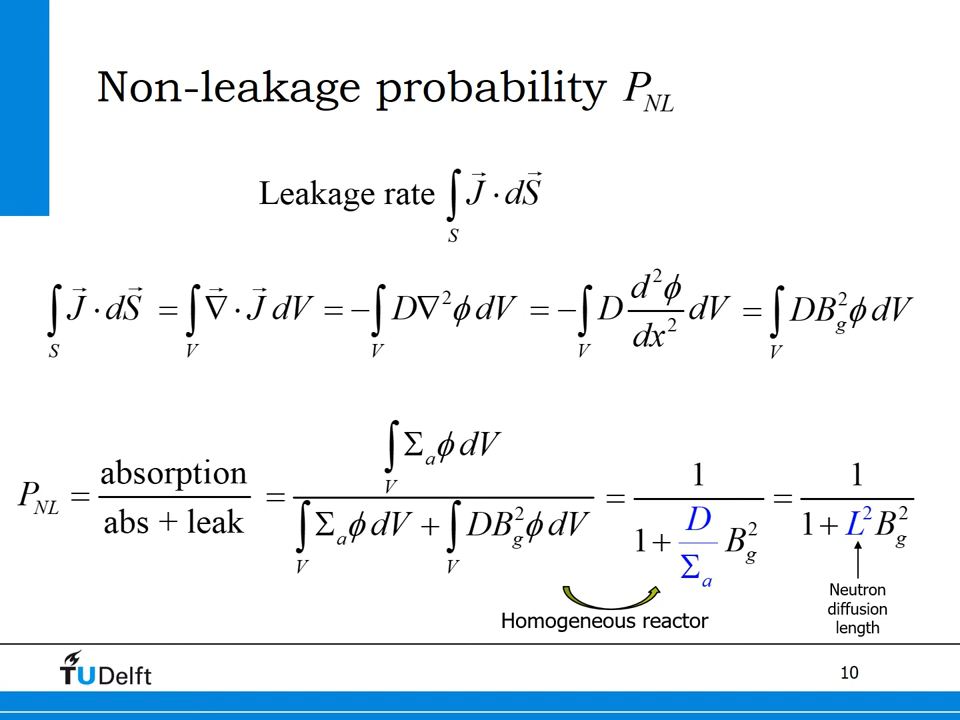 Non-leakage probability P_NL
Leakage rate ∫_S J⃗ · dS⃗
∫_S J⃗ · dS⃗ = ∫_V ∇⃗ · J⃗ dV = −∫_V D∇²ϕ dV = −∫_V D d²ϕ/dx² dV = ∫_V DB_g²ϕ dV
P_NL = absorption / abs + leak = ∫_V Σ_a ϕ dV / ∫_V Σ_a ϕ dV + ∫_V DB_g²ϕ dV = 1 / 1 + D/Σ_a B_g² = 1 / 1 + L²B_g²
Homogeneous reactor
Neutron
diffusion
length
TUDelft
10